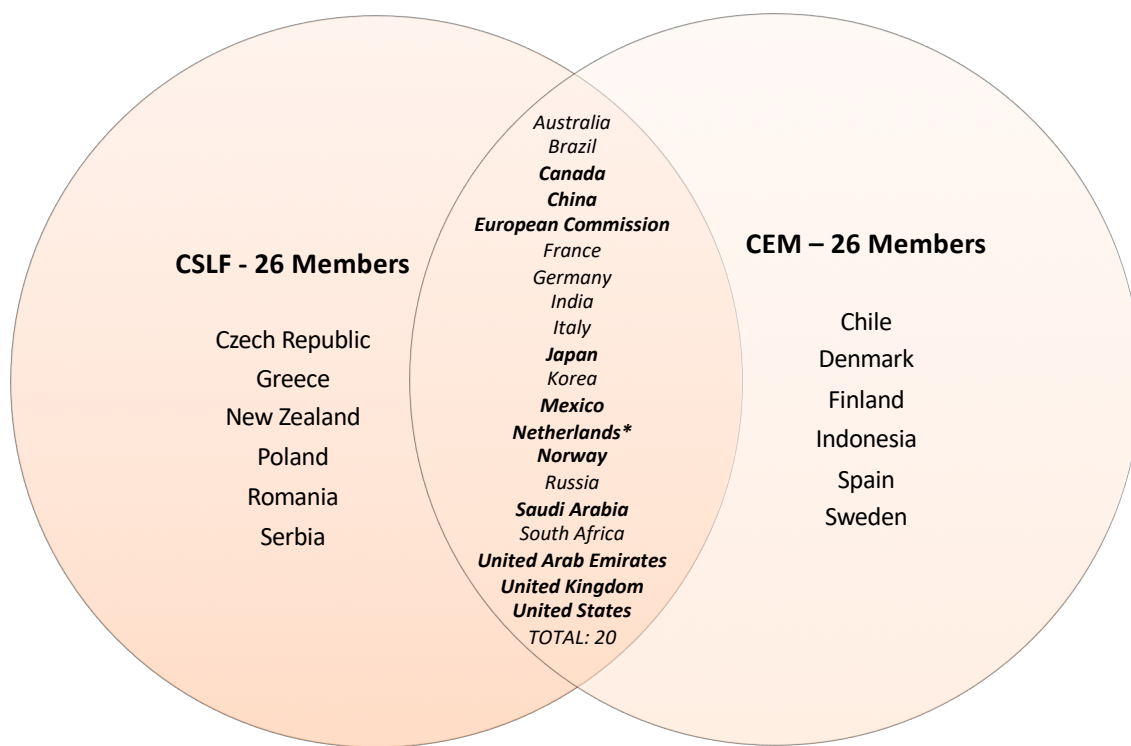 CSLF - 26 Members
Czech Republic
Greece
New Zealand
Poland
Romania
Serbia
Australia
Brazil
Canada
China
European Commission
France
Germany
India
Italy
Japan
Korea
Mexico
Netherlands*
Norway
Russia
Saudi Arabia
South Africa
United Arab Emirates
United Kingdom
United States
TOTAL: 20
CEM – 26 Members
Chile
Denmark
Finland
Indonesia
Spain
Sweden